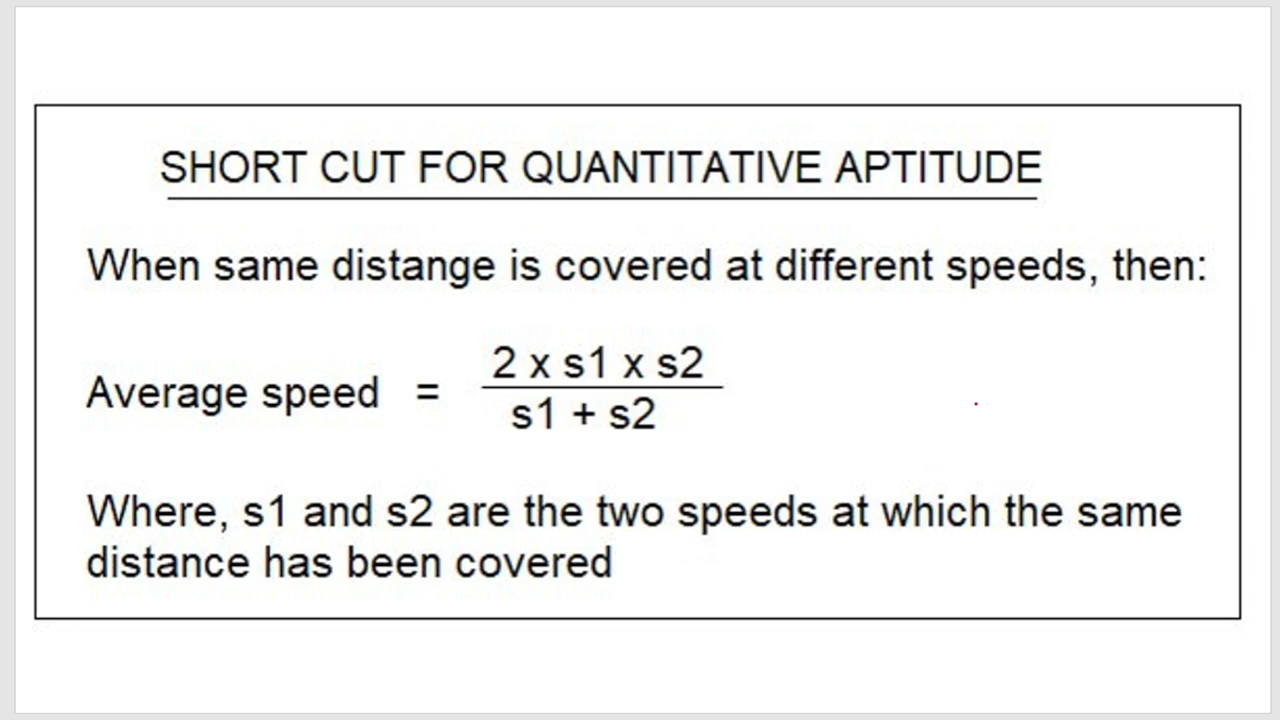 SHORT CUT FOR QUANTITATIVE APTITUDE
When same distange is covered at different speeds, then:
2 x s1 x s2
Average speed =
s1 + s2
Where, s1 and s2 are the two speeds at which the same
distance has been covered